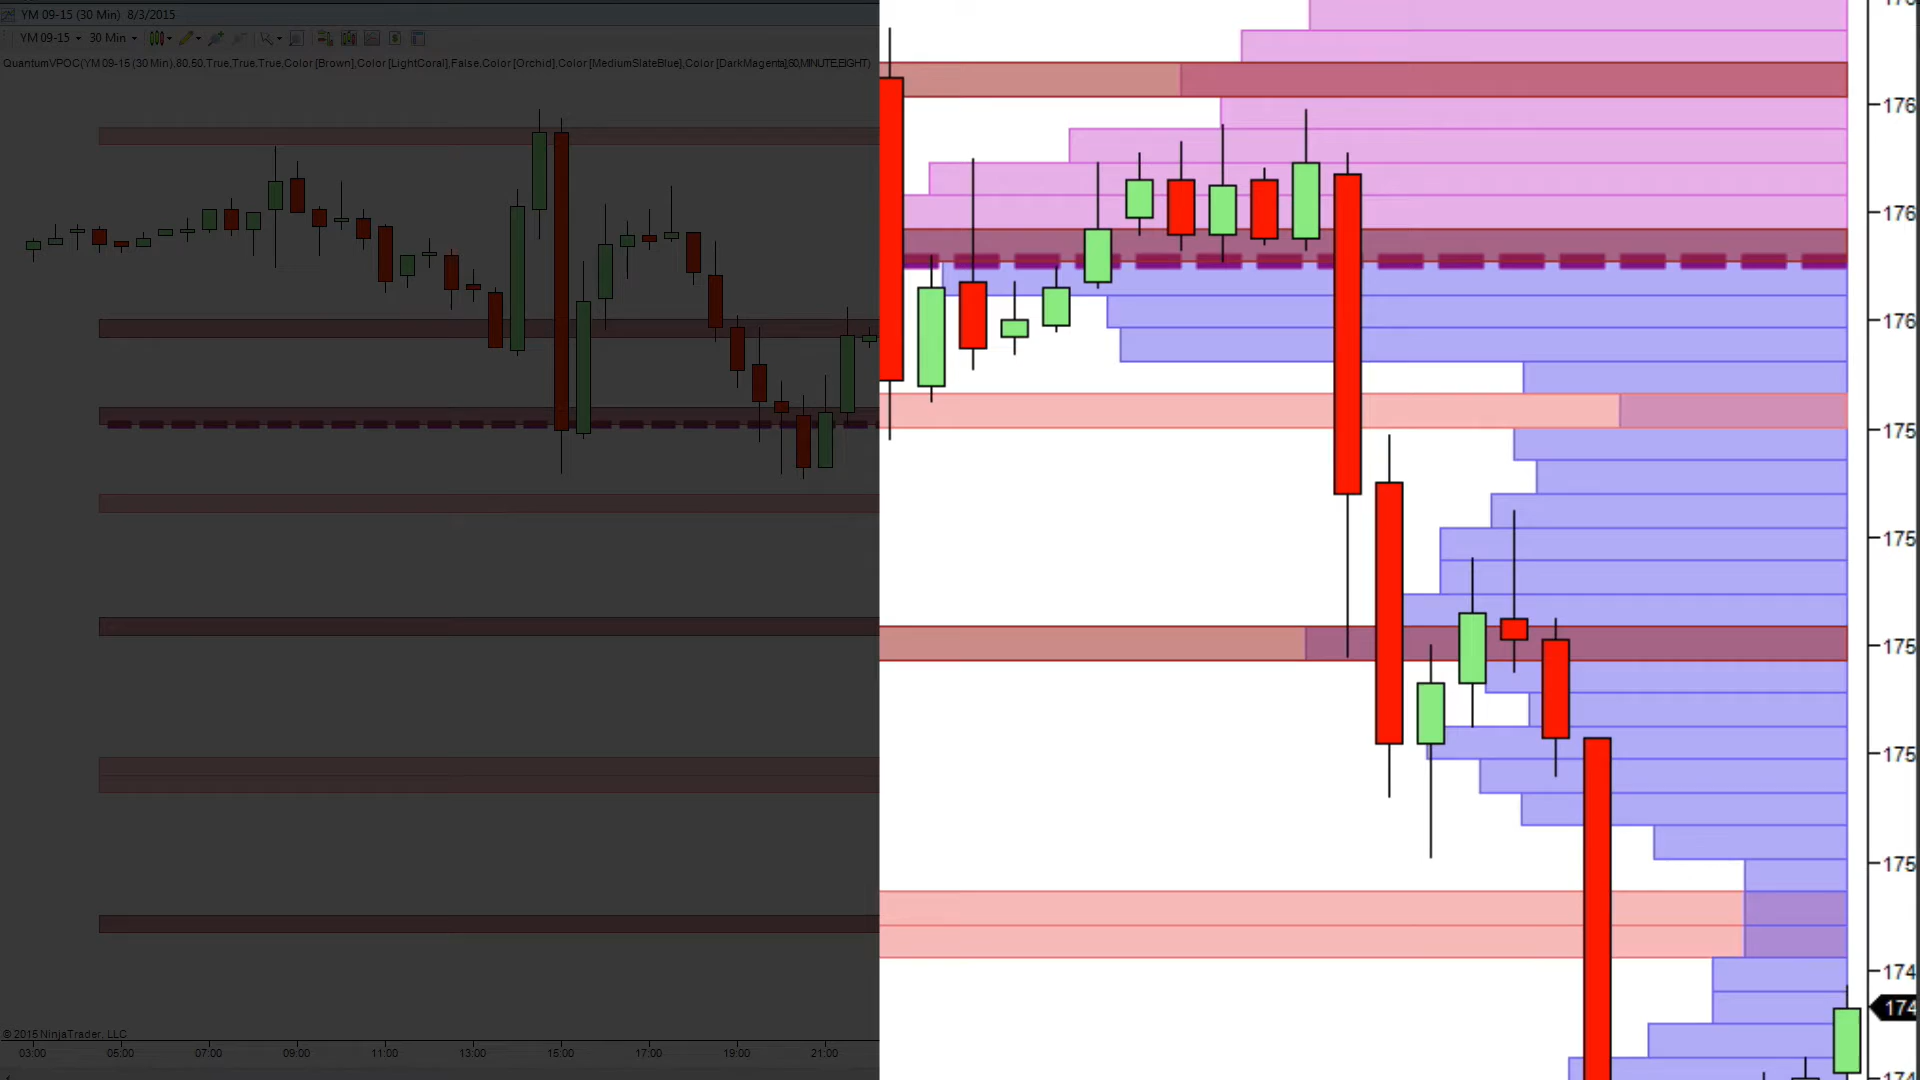 YM 09-15 (30 Min) 8/3/2015
YM 09-15 30 Min
QuantumVPOC(YM 09-15 (30 Min),80,50,True,True,True,Color [Brown],Color [LightCoral],False,Color [Orchid],Color [MediumSlateBlue],Color [DarkMagenta],60,MINUTE,EIGHT)
176
176
176
175
175
175
175
175
174
174
174
© 2015 NinjaTrader, LLC
03:00 05:00 07:00 09:00 11:00 13:00 15:00 17:00 19:00 21:00